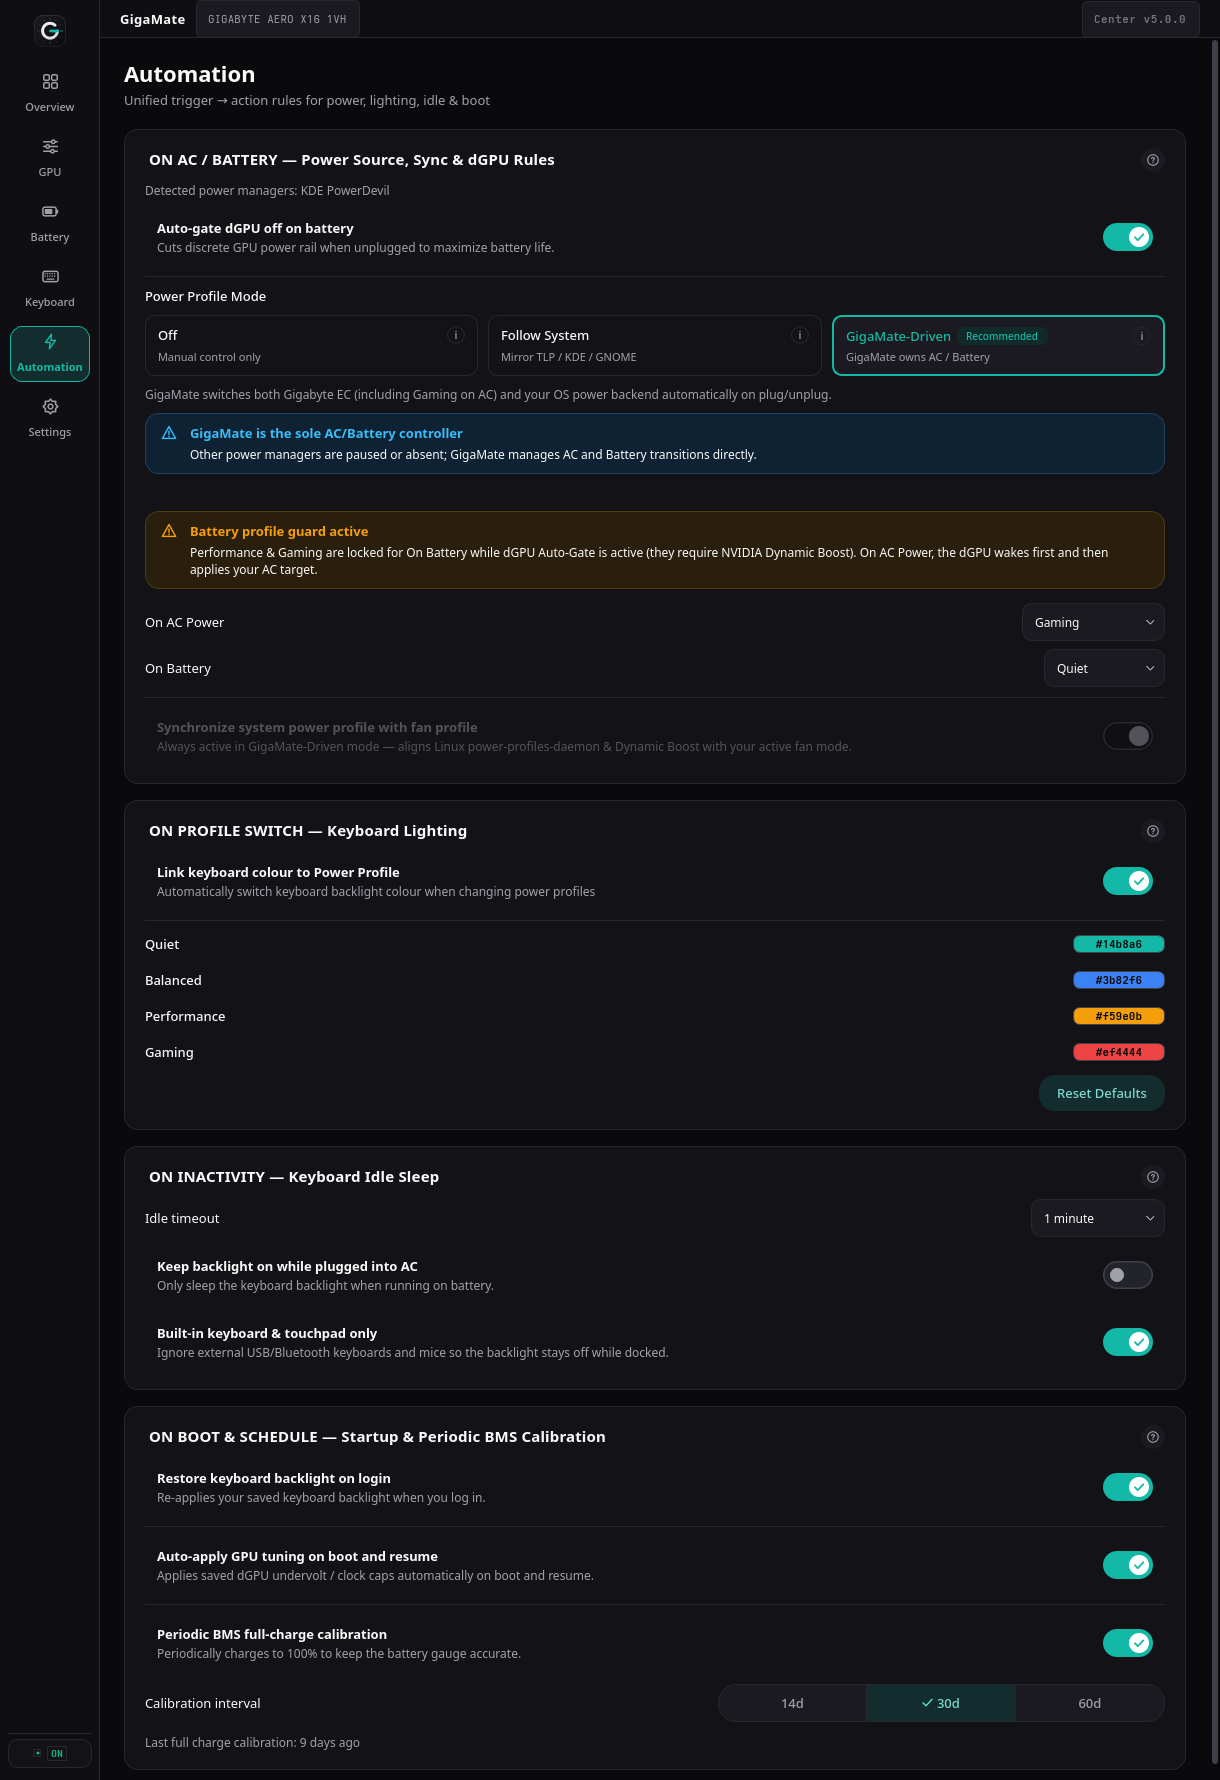 GigaMate
GIGABYTE AERO X16 1VH
Center v5.0.0
Overview
GPU
Battery
Keyboard
Automation
Settings
ON
Automation
Unified trigger → action rules for power, lighting, idle & boot
ON AC / BATTERY — Power Source, Sync & dGPU Rules
Detected power managers: KDE PowerDevil
Auto-gate dGPU off on battery
Cuts discrete GPU power rail when unplugged to maximize battery life.
Power Profile Mode
Off
Manual control only
Follow System
Mirror TLP / KDE / GNOME
GigaMate-Driven Recommended
GigaMate owns AC / Battery
GigaMate switches both Gigabyte EC (including Gaming on AC) and your OS power backend automatically on plug/unplug.
GigaMate is the sole AC/Battery controller
Other power managers are paused or absent; GigaMate manages AC and Battery transitions directly.
Battery profile guard active
Performance & Gaming are locked for On Battery while dGPU Auto-Gate is active (they require NVIDIA Dynamic Boost). On AC Power, the dGPU wakes first and then
applies your AC target.
On AC Power
Gaming
On Battery
Quiet
Synchronize system power profile with fan profile
Always active in GigaMate-Driven mode — aligns Linux power-profiles-daemon & Dynamic Boost with your active fan mode.
ON PROFILE SWITCH — Keyboard Lighting
Link keyboard colour to Power Profile
Automatically switch keyboard backlight colour when changing power profiles
Quiet
#14b8a6
Balanced
#3b82f6
Performance
#f59e0b
Gaming
#ef4444
Reset Defaults
ON INACTIVITY — Keyboard Idle Sleep
Idle timeout
1 minute
Keep backlight on while plugged into AC
Only sleep the keyboard backlight when running on battery.
Built-in keyboard & touchpad only
Ignore external USB/Bluetooth keyboards and mice so the backlight stays off while docked.
ON BOOT & SCHEDULE — Startup & Periodic BMS Calibration
Restore keyboard backlight on login
Re-applies your saved keyboard backlight when you log in.
Auto-apply GPU tuning on boot and resume
Applies saved dGPU undervolt / clock caps automatically on boot and resume.
Periodic BMS full-charge calibration
Periodically charges to 100% to keep the battery gauge accurate.
Calibration interval
14d
30d
60d
Last full charge calibration: 9 days ago